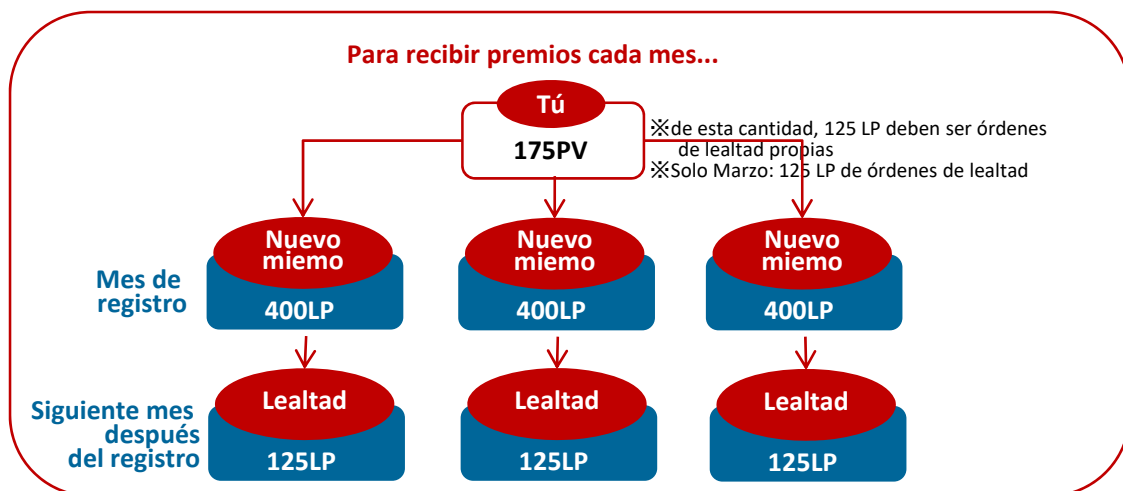 Para recibir premios cada mes...
Tú
175PV
※de esta cantidad, 125 LP deben ser órdenes
de lealtad propias
※Solo Marzo: 125 LP de órdenes de lealtad
Nuevo
miemo
Nuevo
miemo
Nuevo
miemo
Mes de
registro
400LP
400LP
400LP
Lealtad
Lealtad
Lealtad
Siguiente mes
después
del registro
125LP
125LP
125LP